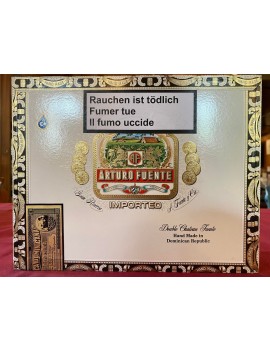 Rauchen ist tödlich
Fumer tue
Il fumo uccide
ARTURO FUENTE
IMPORTED
Double Chateau Fuente
Hand Made in
Dominican Republic